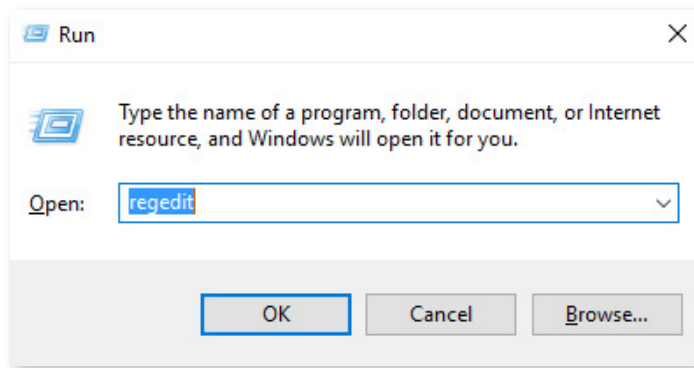 Run
Type the name of a program, folder, document, or Internet
resource, and Windows will open it for you.
Open: regedit
OK Cancel Browse...